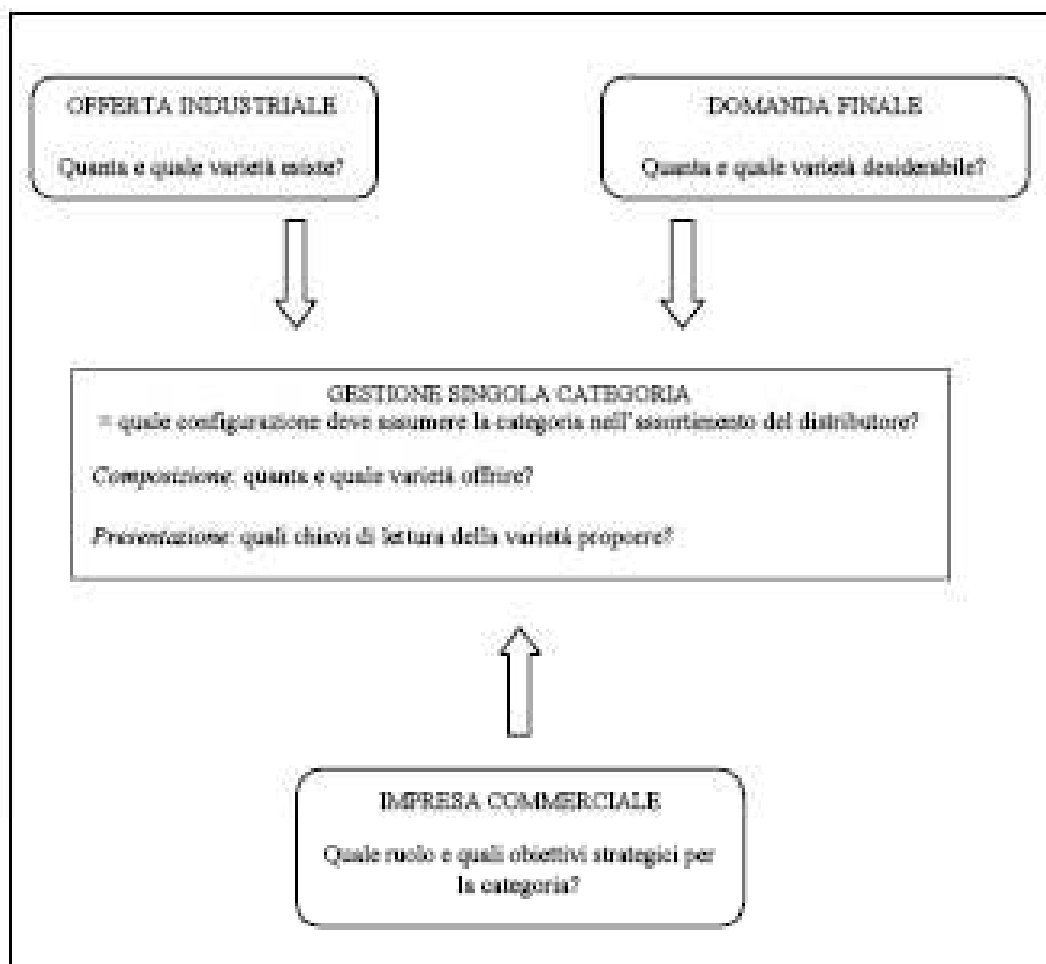 OFFERTA INDUSTRIALE
Quanta e quale varietà esiste?
DOMANDA FINALE
Quanta e quale varietà desiderabile?
GESTIONE SINGOLA CATEGORIA
= quale configurazione deve assumere la categoria nell'assortimento del distributore?
Composizione: quanta e quale varietà offrire?
Presentazione: quali chiavi di lettura della varietà proporre?
IMPRESA COMMERCIALE
Quale ruolo e quali obiettivi strategici per
la categoria?